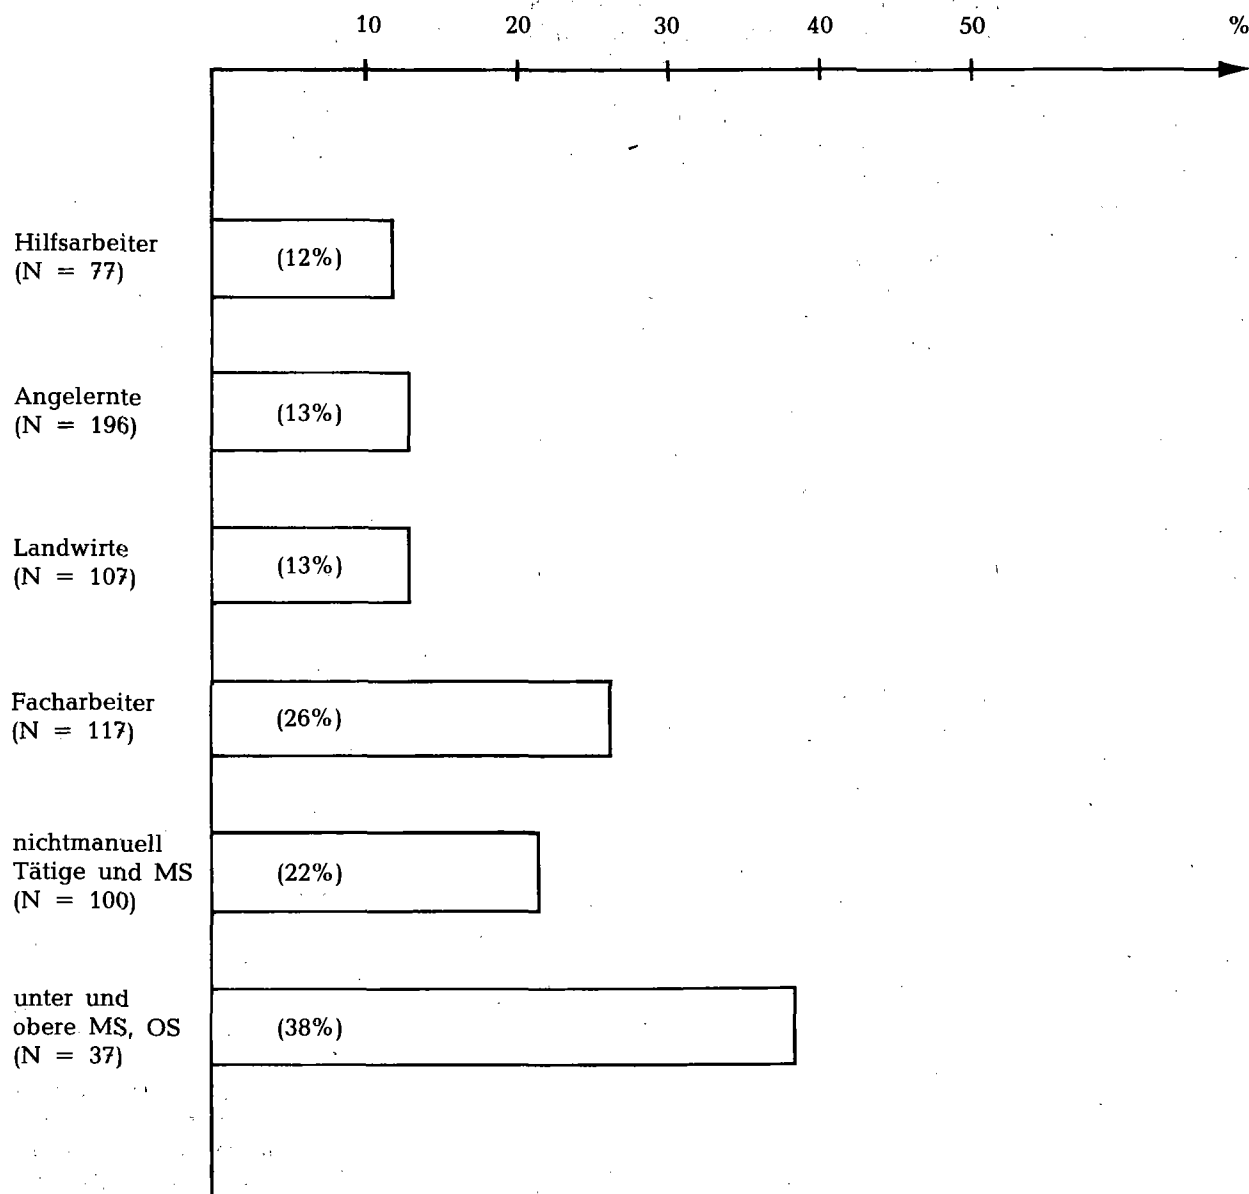 10 20 30 40 50 %
Hilfsarbeiter
(N = 77)
(12%)
Angelernte
(N = 196)
(13%)
Landwirte
(N = 107)
(13%)
Facharbeiter
(N = 117)
(26%)
nichtmanuell
Tätige und MS
(N = 100)
(22%)
unter und
obere MS, OS
(N = 37)
(38%)